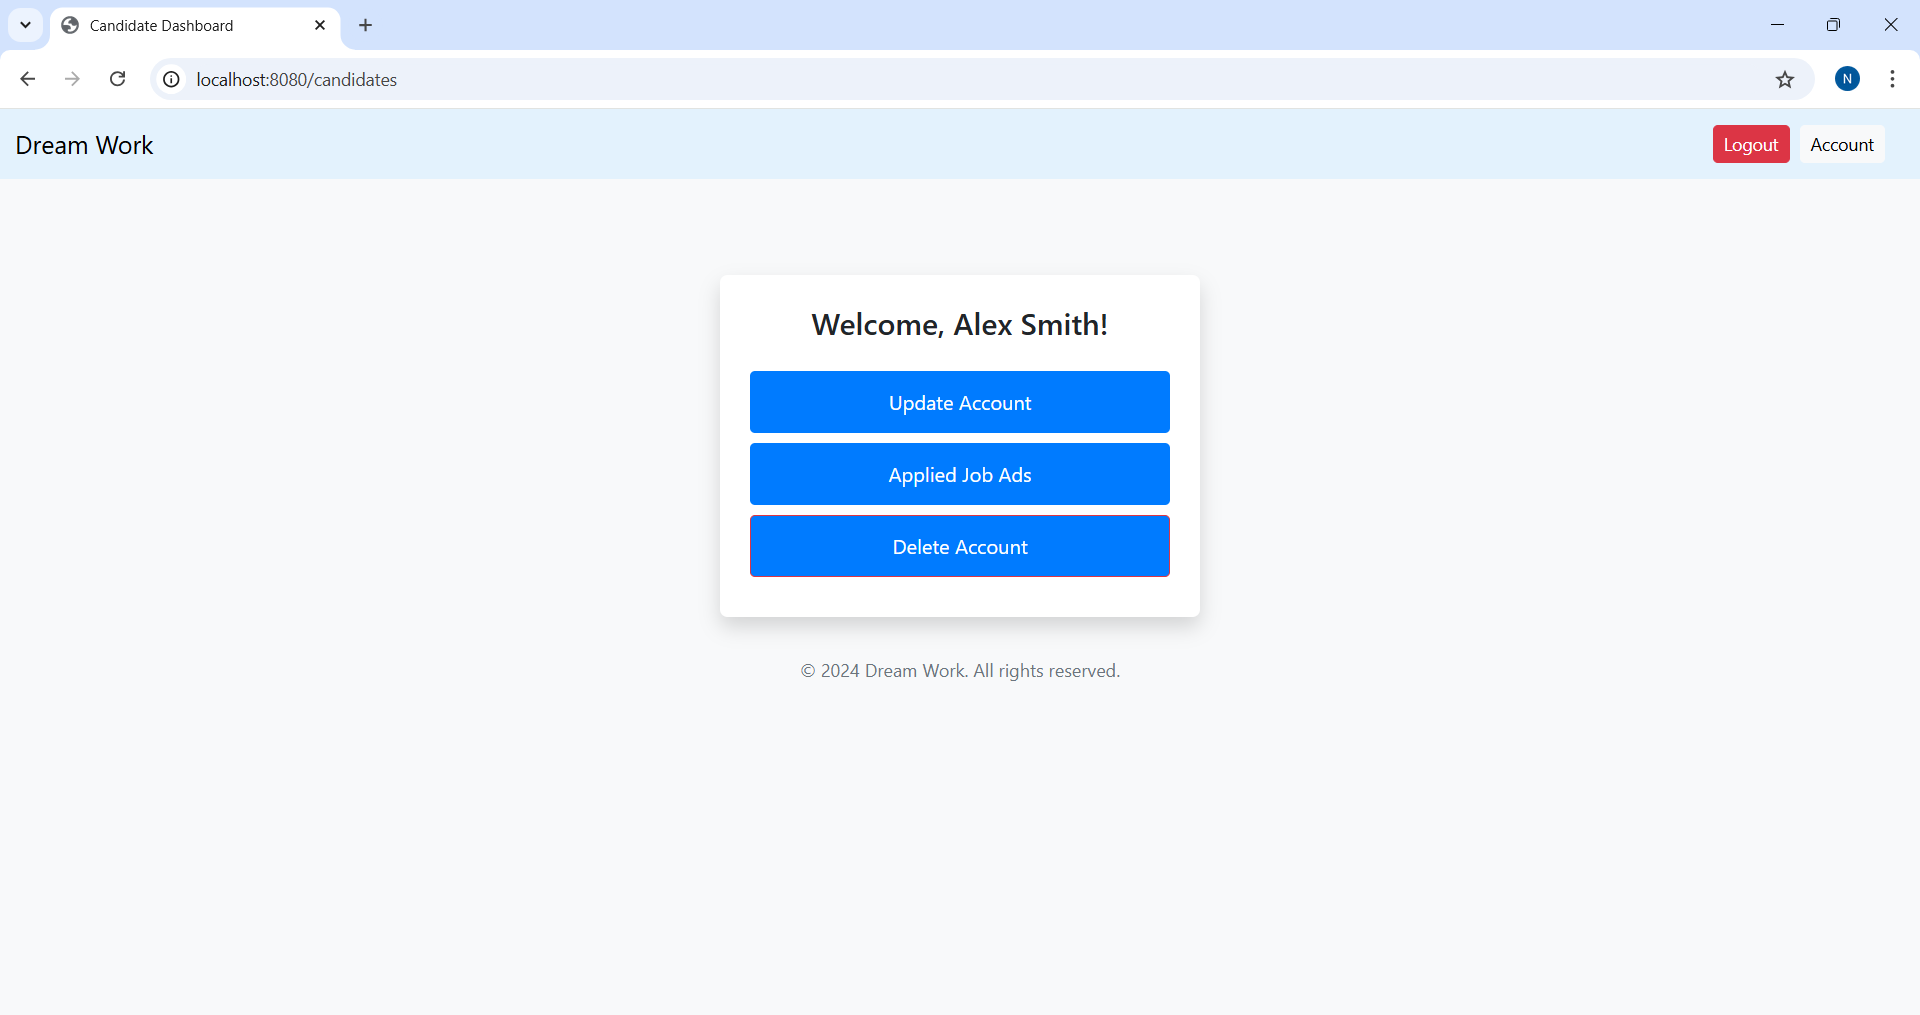 Candidate Dashboard
localhost:8080/candidates
N
Dream Work
Logout
Account
Welcome, Alex Smith!
Update Account
Applied Job Ads
Delete Account
© 2024 Dream Work. All rights reserved.